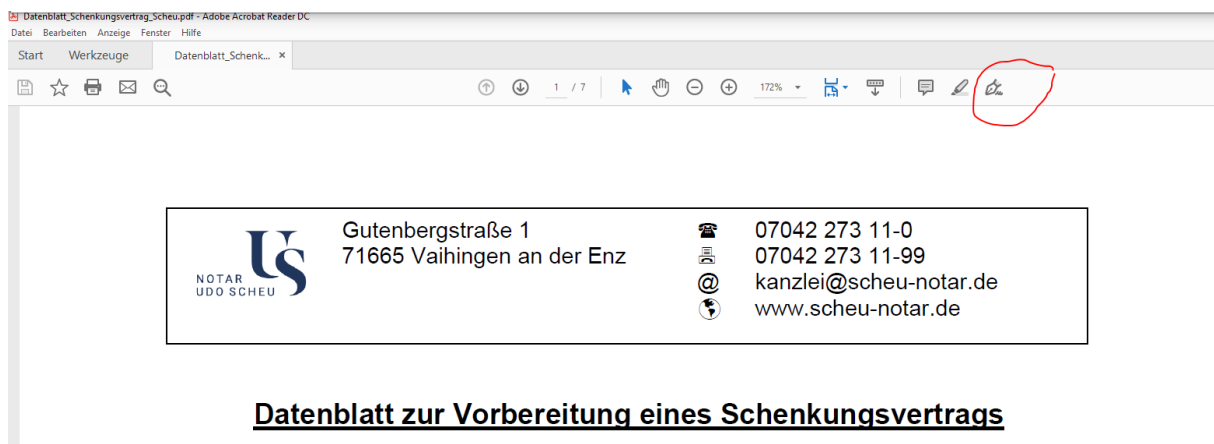 Datenblatt_Schenkungsvertrag_Scheu.pdf - Adobe Acrobat Reader DC
Datei Bearbeiten Anzeige Fenster Hilfe
Start Werkzeuge Datenblatt_Schenk... ×
1 / 7 172%
US
NOTAR
UDO SCHEU
Gutenbergstraße 1
71665 Vaihingen an der Enz
07042 273 11-0
07042 273 11-99
@ kanzlei@scheu-notar.de
www.scheu-notar.de
Datenblatt zur Vorbereitung eines Schenkungsvertrags